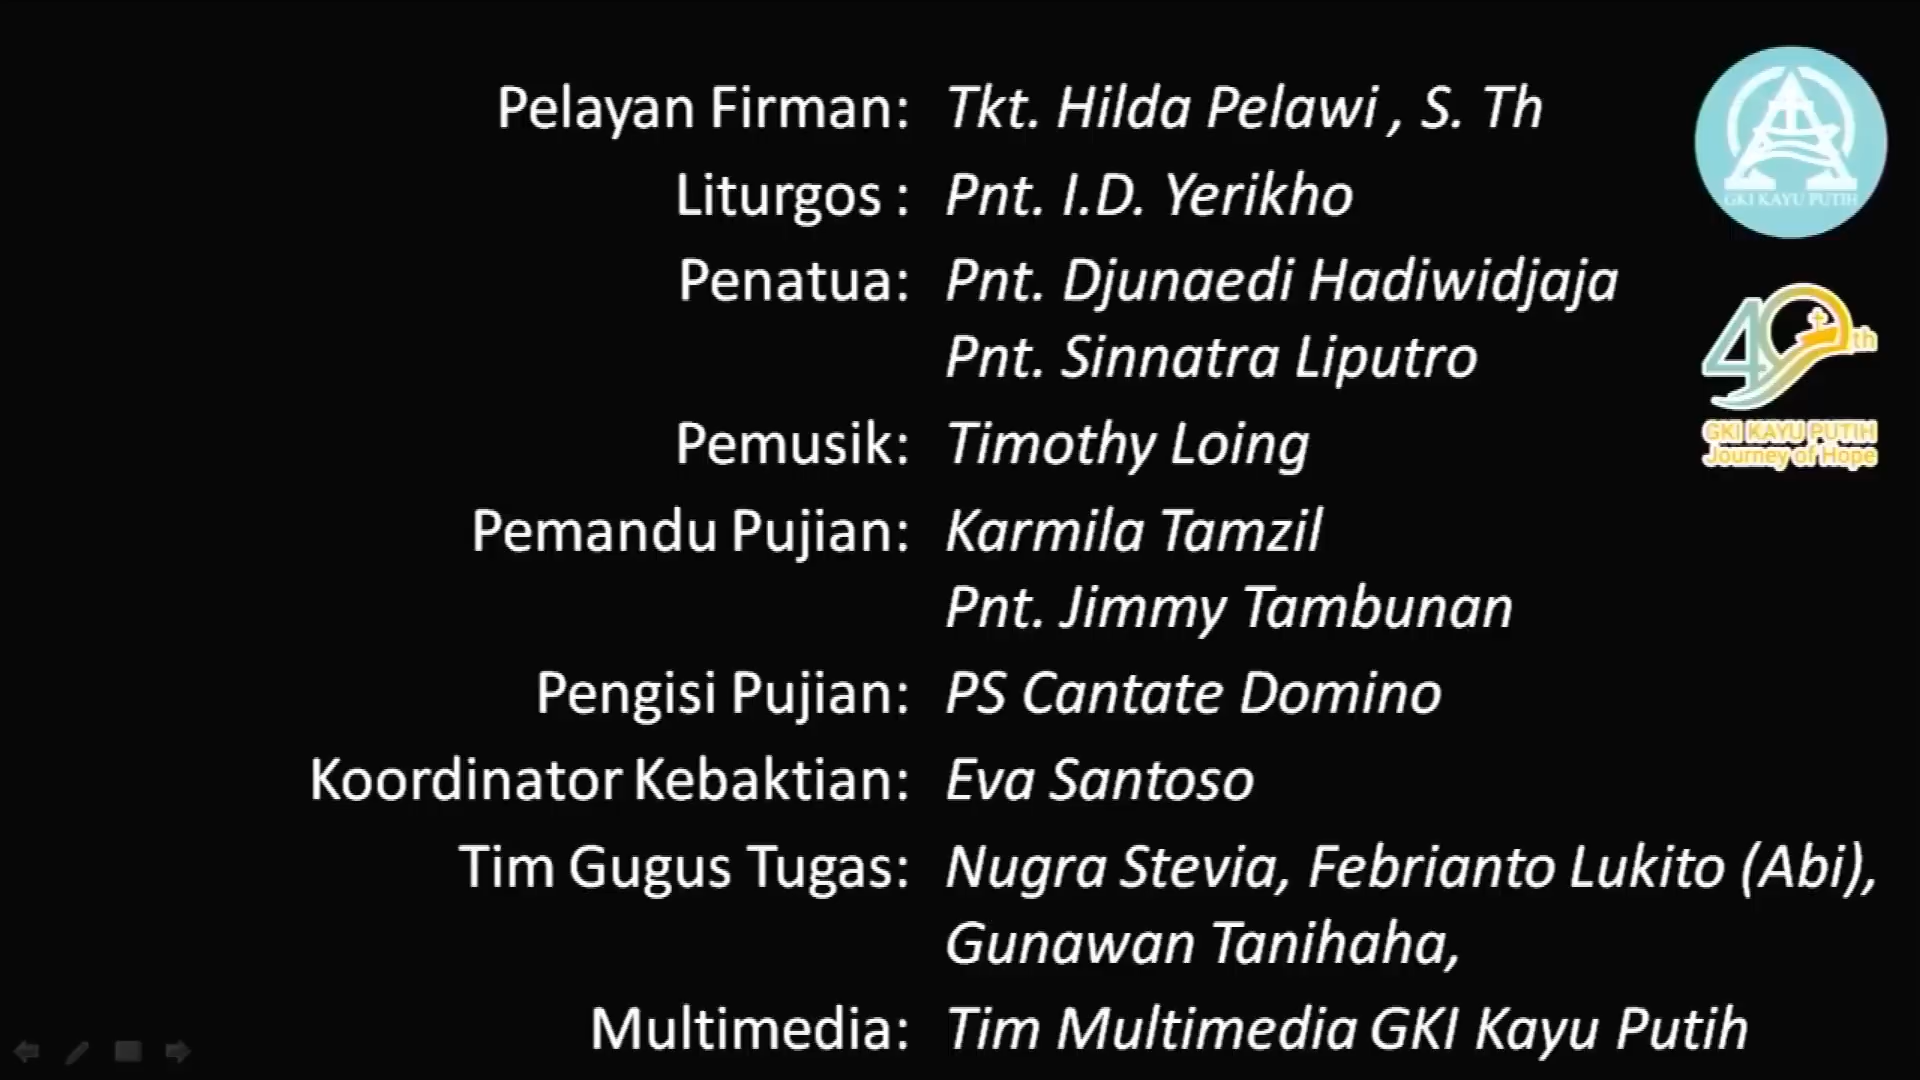 Pelayan Firman: Tkt. Hilda Pelawi , S. Th
Liturgos : Pnt. I.D. Yerikho
Penatua: Pnt. Djunaedi Hadiwidjaja
Pnt. Sinnatra Liputro
Pemusik: Timothy Loing
Pemandu Pujian: Karmila Tamzil
Pnt. Jimmy Tambunan
Pengisi Pujian: PS Cantate Domino
Koordinator Kebaktian: Eva Santoso
Tim Gugus Tugas: Nugra Stevia, Febrianto Lukito (Abi),
Gunawan Tanihaha,
Multimedia: Tim Multimedia GKI Kayu Putih
GKI KAYU PUTIH
40th
GKI KAYU PUTIH
Journey of Hope